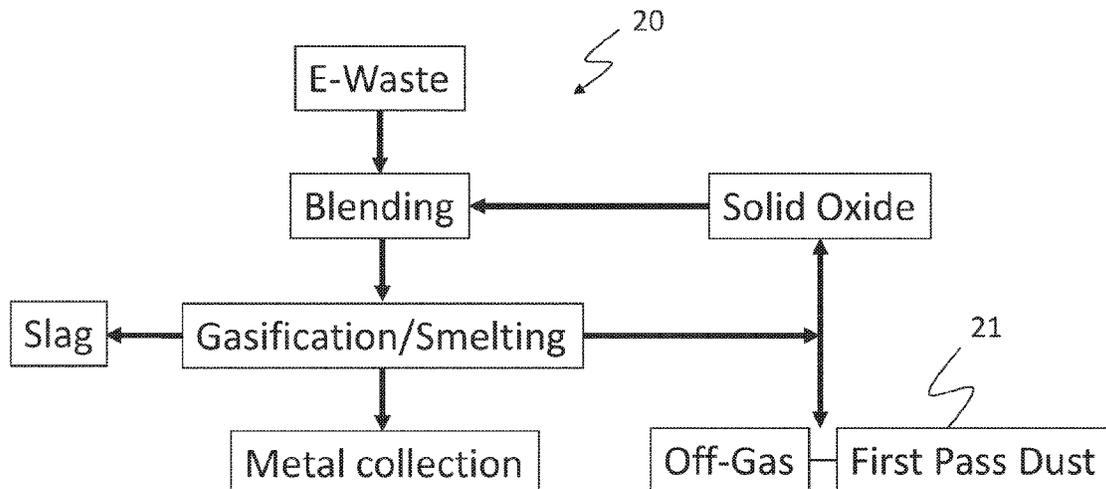 20
E-Waste
Blending
Solid Oxide
Slag
Gasification/Smelting
21
Metal collection
Off-Gas
First Pass Dust